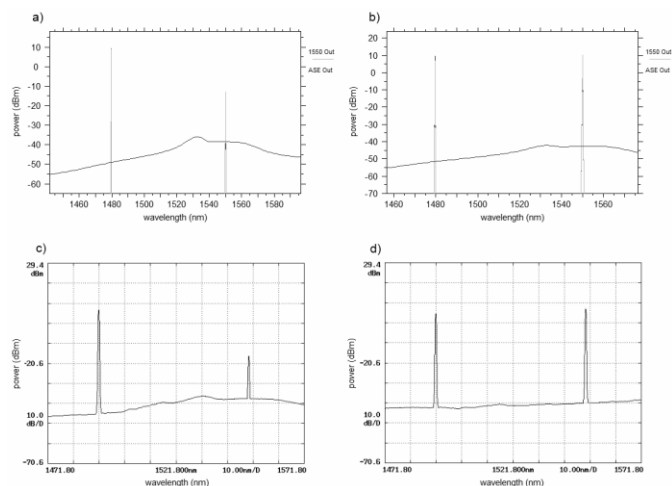 a)
10
0
-10
-20
-30
-40
-50
-60
power (dBm)
1460 1480 1500 1520 1540 1560 1580
wavelength (nm)
1550 Out
ASE Out
b)
10
0
-10
-20
-30
-40
-50
-60
-70
power (dBm)
1460 1480 1500 1520 1540 1560
wavelength (nm)
1550 Out
ASE Out
c)
29.4
dBm
-20.6
10.0
dB/D
-70.6
power (dBm)
1471.80 1521.800nm 10.00nm/D 1571.80
wavelength (nm)
d)
29.4
dBm
-20.6
10.0
dB/D
-70.6
power (dBm)
1471.80 1521.800nm 10.00nm/D 1571.80
wavelength (nm)